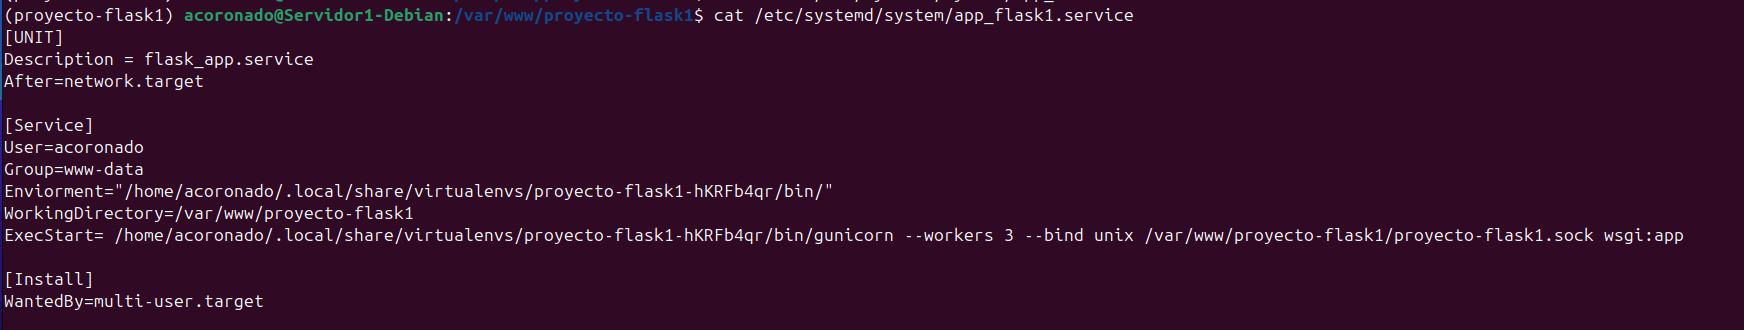 (proyecto-flask1) acoronado@Servidor1-Debian:/var/www/proyecto-flask1$ cat /etc/systemd/system/app_flask1.service
[UNIT]
Description = flask_app.service
After=network.target

[Service]
User=acoronado
Group=www-data
Enviorment="/home/acoronado/.local/share/virtualenvs/proyecto-flask1-hKRFb4qr/bin/"
WorkingDirectory=/var/www/proyecto-flask1
ExecStart= /home/acoronado/.local/share/virtualenvs/proyecto-flask1-hKRFb4qr/bin/gunicorn --workers 3 --bind unix /var/www/proyecto-flask1/proyecto-flask1.sock wsgi:app

[Install]
WantedBy=multi-user.target